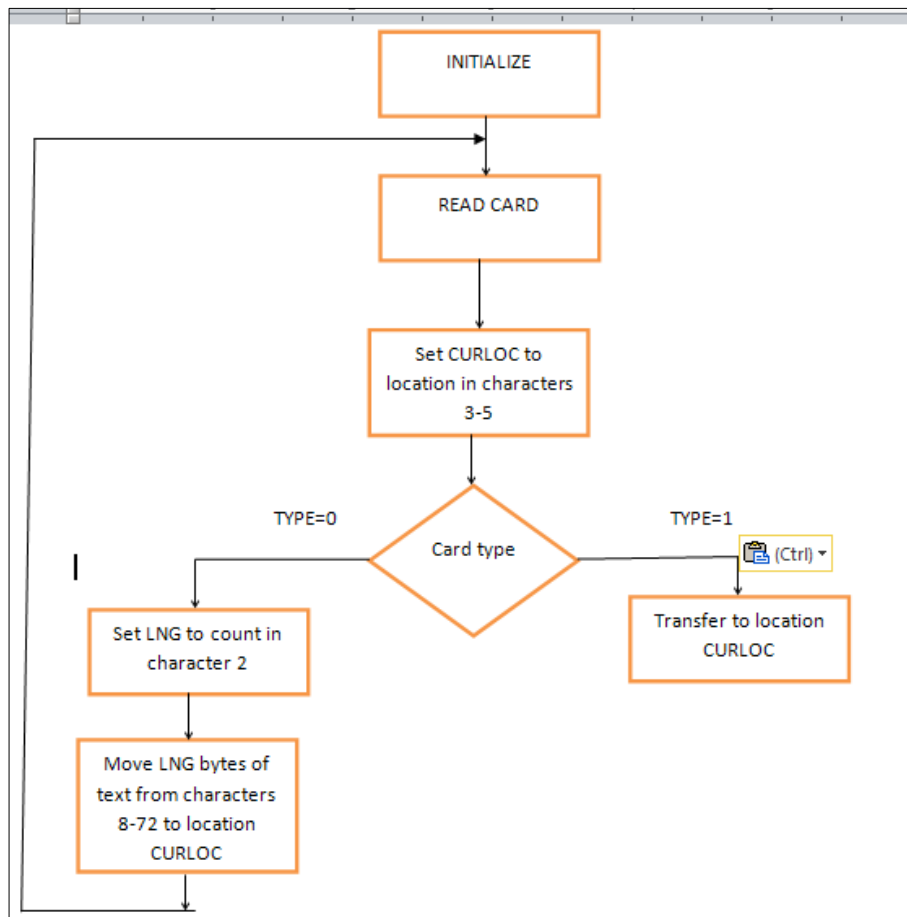 INITIALIZE
READ CARD
Set CURLOC to
location in characters
3-5
TYPE=0
TYPE=1
Card type
(Ctrl)
Set LNG to count in
character 2
Transfer to location
CURLOC
Move LNG bytes of
text from characters
8-72 to location
CURLOC